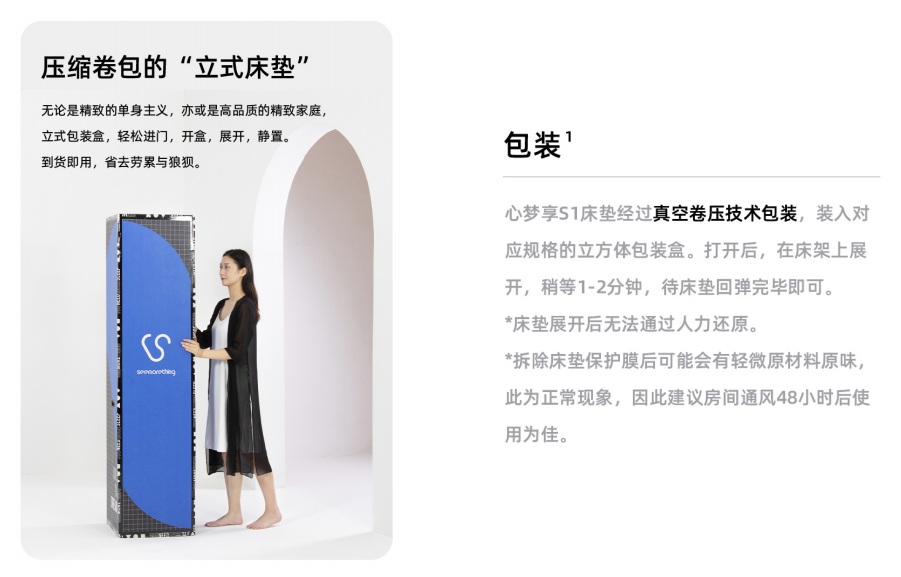 压缩卷包的“立式床垫”
无论是精致的单身主义，亦或是高品质的精致家庭，
立式包装盒，轻松进门，开盒，展开，静置。
到货即用，省去劳累与狼狈。
seemorething
包装¹
心梦享S1床垫经过真空卷压技术包装，装入对
应规格的立方体包装盒。打开后，在床架上展
开，稍等1-2分钟，待床垫回弹完毕即可。
*床垫展开后无法通过人力还原。
*拆除床垫保护膜后可能会有轻微原材料原味，
此为正常现象，因此建议房间通风48小时后使
用为佳。